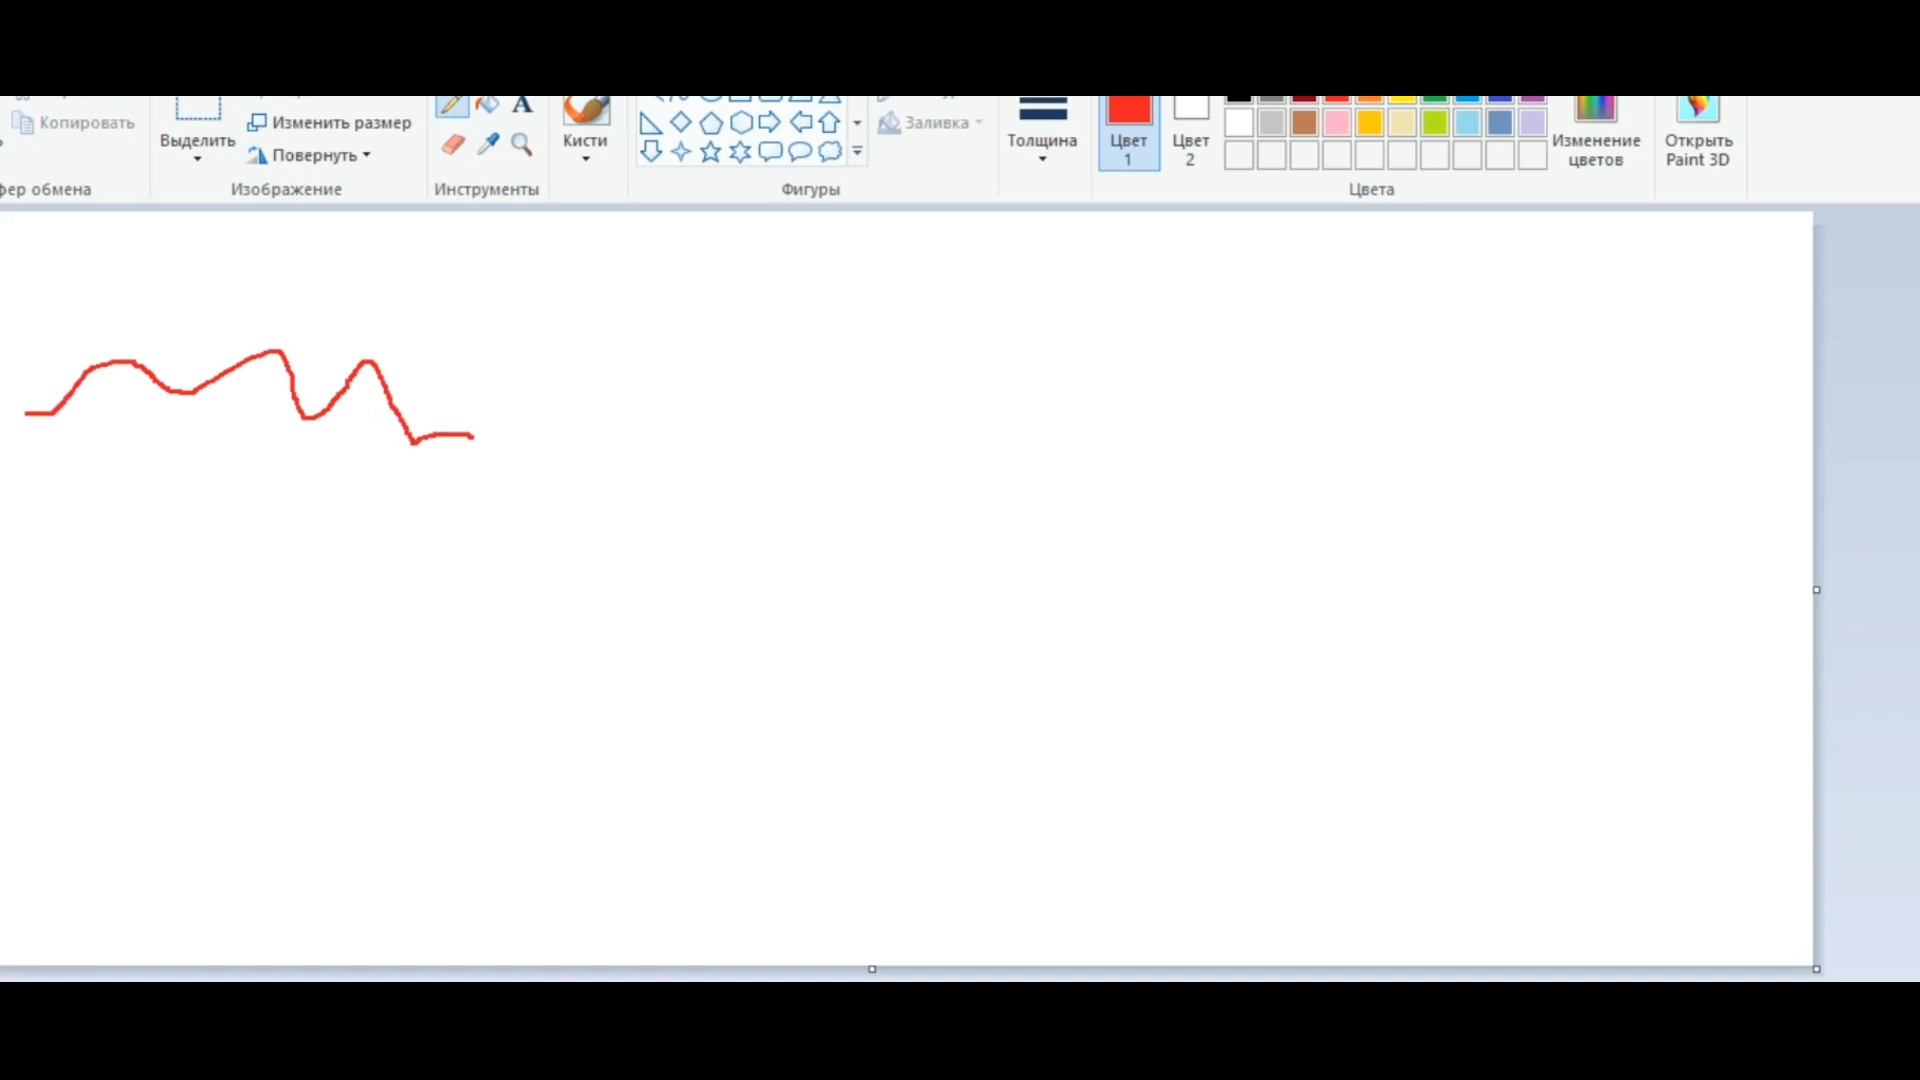 Копировать
Выделить
Изменить размер
Повернуть
A
Кисти
Заливка
Толщина
Цвет
1
Цвет
2
Изменение
цветов
Открыть
Paint 3D
фер обмена
Изображение
Инструменты
Фигуры
Цвета